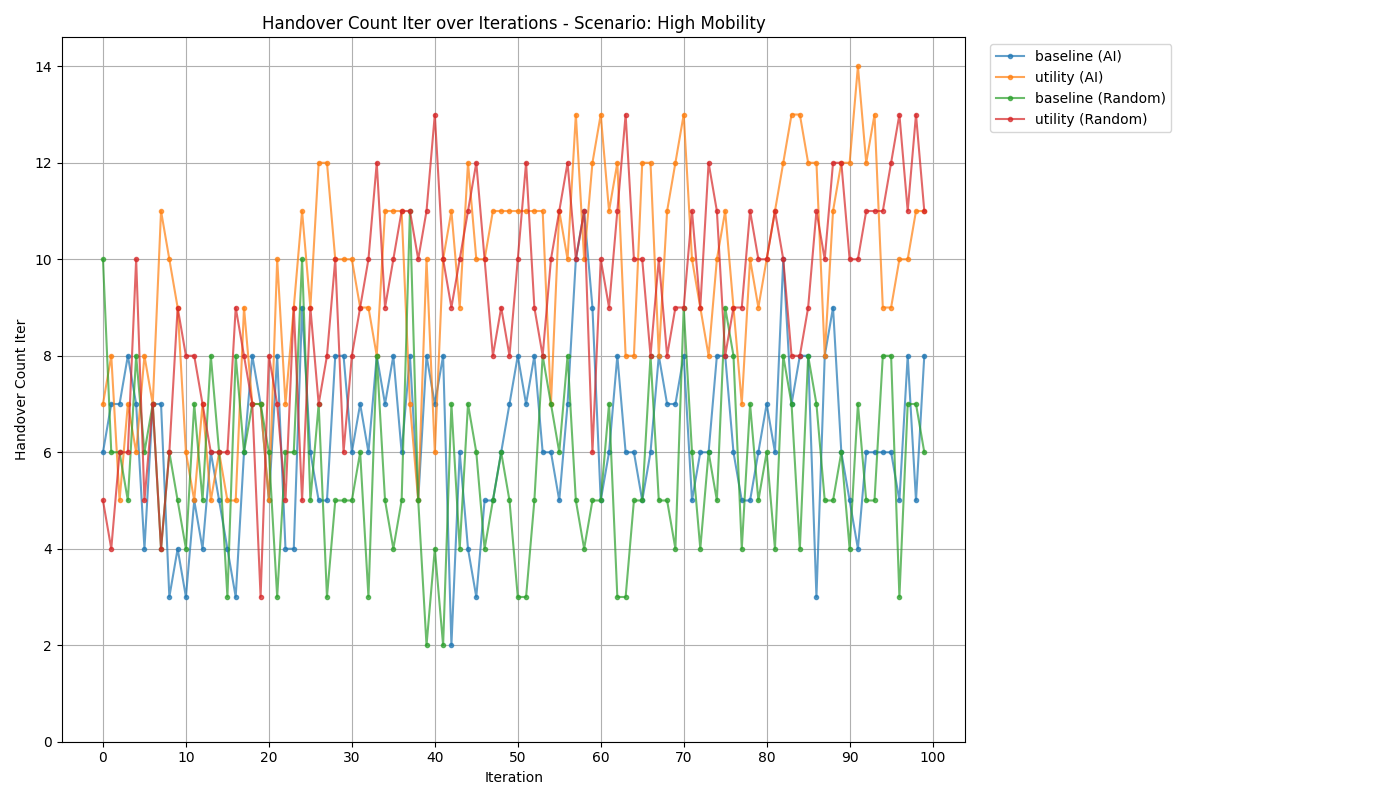 Handover Count Iter over Iterations - Scenario: High Mobility
baseline (AI)
utility (AI)
baseline (Random)
utility (Random)
Handover Count Iter
14
12
10
8
6
4
2
0
0 10 20 30 40 50 60 70 80 90 100
Iteration